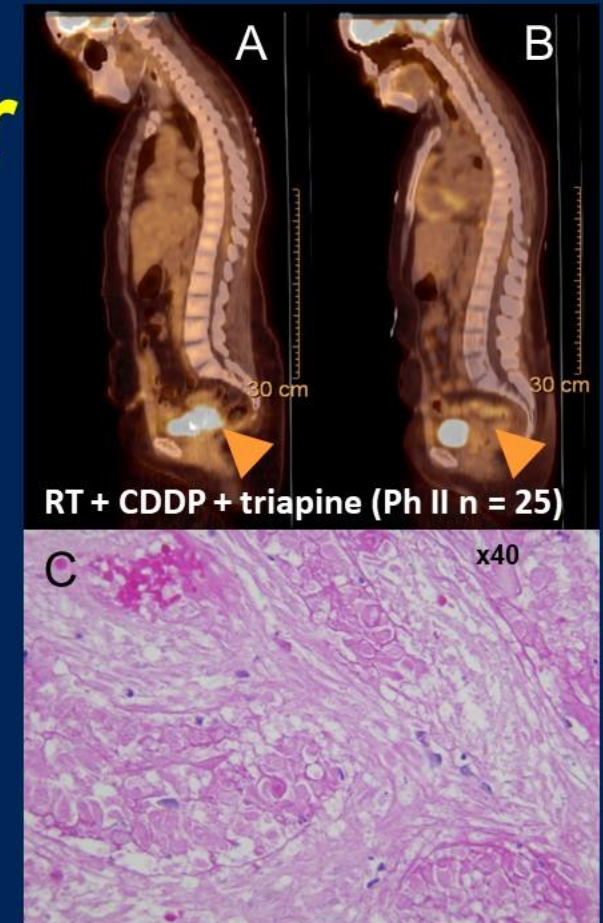 A B
30 cm 30 cm
RT + CDDP + triapine (Ph II n = 25)
C x40